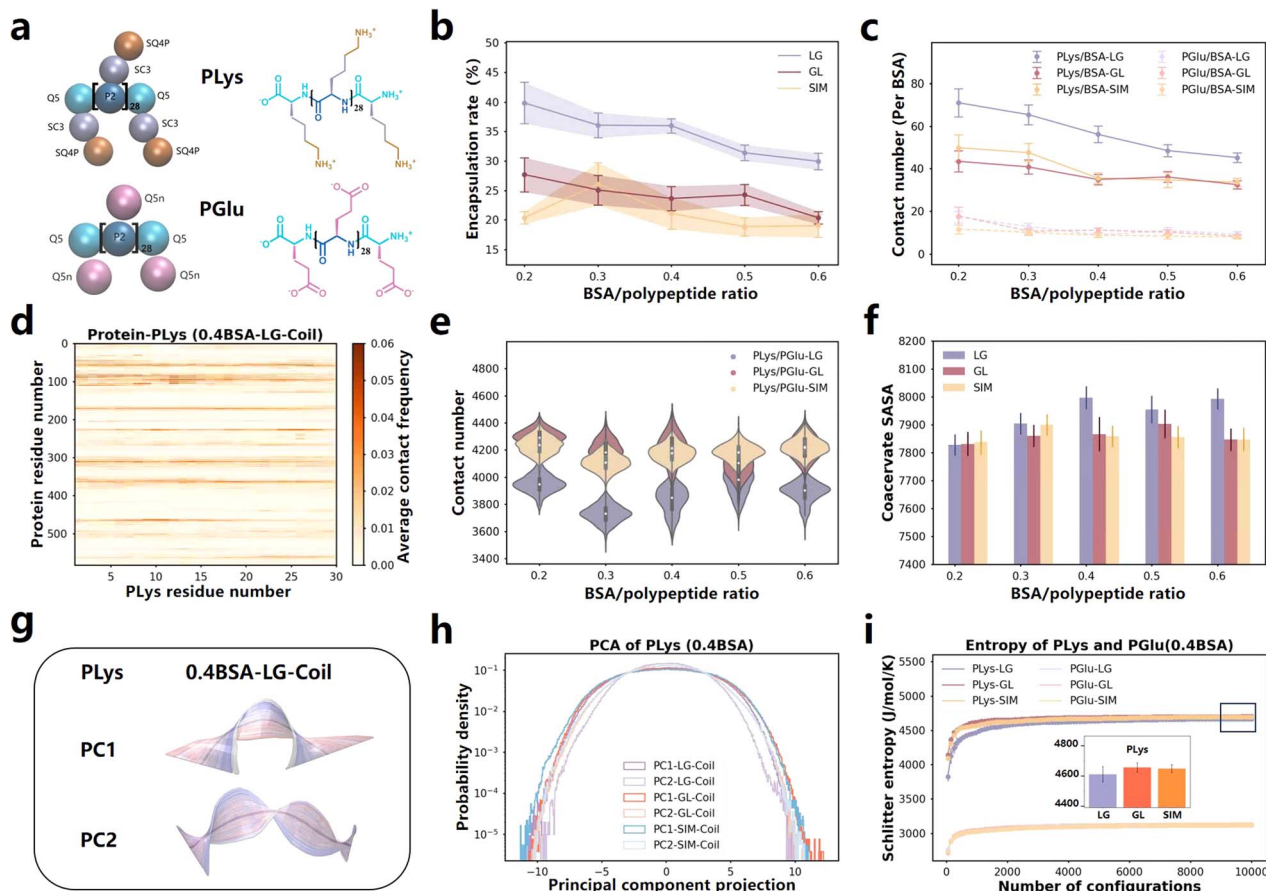 a
SQ4P
SC3
Q5
[P2]28
Q5
SC3
SC3
SQ4P
SQ4P
PLys
NH3+
O
O-
H
N
O
N
H
28
O
NH3+
NH3+
NH3+
Q5n
Q5
[P2]28
Q5
Q5n
Q5n
PGlu
O
O-
O
O-
H
N
O
N
H
28
O
NH3+
O-
O
O
O-
b
Encapsulation rate (%)
50
45
40
35
30
25
20
15
LG
GL
SIM
0.2 0.3 0.4 0.5 0.6
BSA/polypeptide ratio
c
Contact number (Per BSA)
80
60
40
20
0
PLys/BSA-LG PGlu/BSA-LG
PLys/BSA-GL PGlu/BSA-GL
PLys/BSA-SIM PGlu/BSA-SIM
0.2 0.3 0.4 0.5 0.6
BSA/polypeptide ratio
d
Protein-PLys (0.4BSA-LG-Coil)
Protein residue number
0
100
200
300
400
500
5 10 15 20 25 30
PLys residue number
0.06
0.05
0.04
0.03
0.02
0.01
0.00
Average contact frequency
e
Contact number
4800
4600
4400
4200
4000
3800
3600
3400
PLys/PGlu-LG
PLys/PGlu-GL
PLys/PGlu-SIM
0.2 0.3 0.4 0.5 0.6
BSA/polypeptide ratio
f
Coacervate SASA
8200
8100
8000
7900
7800
7700
7600
7500
7400
LG
GL
SIM
0.2 0.3 0.4 0.5 0.6
BSA/polypeptide ratio
g
PLys 0.4BSA-LG-Coil
PC1
PC2
h
PCA of PLys (0.4BSA)
Probability density
10−1
10−2
10−3
10−4
10−5
PC1-LG-Coil
PC2-LG-Coil
PC1-GL-Coil
PC2-GL-Coil
PC1-SIM-Coil
PC2-SIM-Coil
−10 −5 0 5 10
Principal component projection
i
Entropy of PLys and PGlu(0.4BSA)
Schlitter entropy (J/mol/K)
5500
5000
4500
4000
3500
3000
PLys-LG PGlu-LG
PLys-GL PGlu-GL
PLys-SIM PGlu-SIM
PLys
4800
4600
4400
LG GL SIM
0 2000 4000 6000 8000 10000
Number of configurations